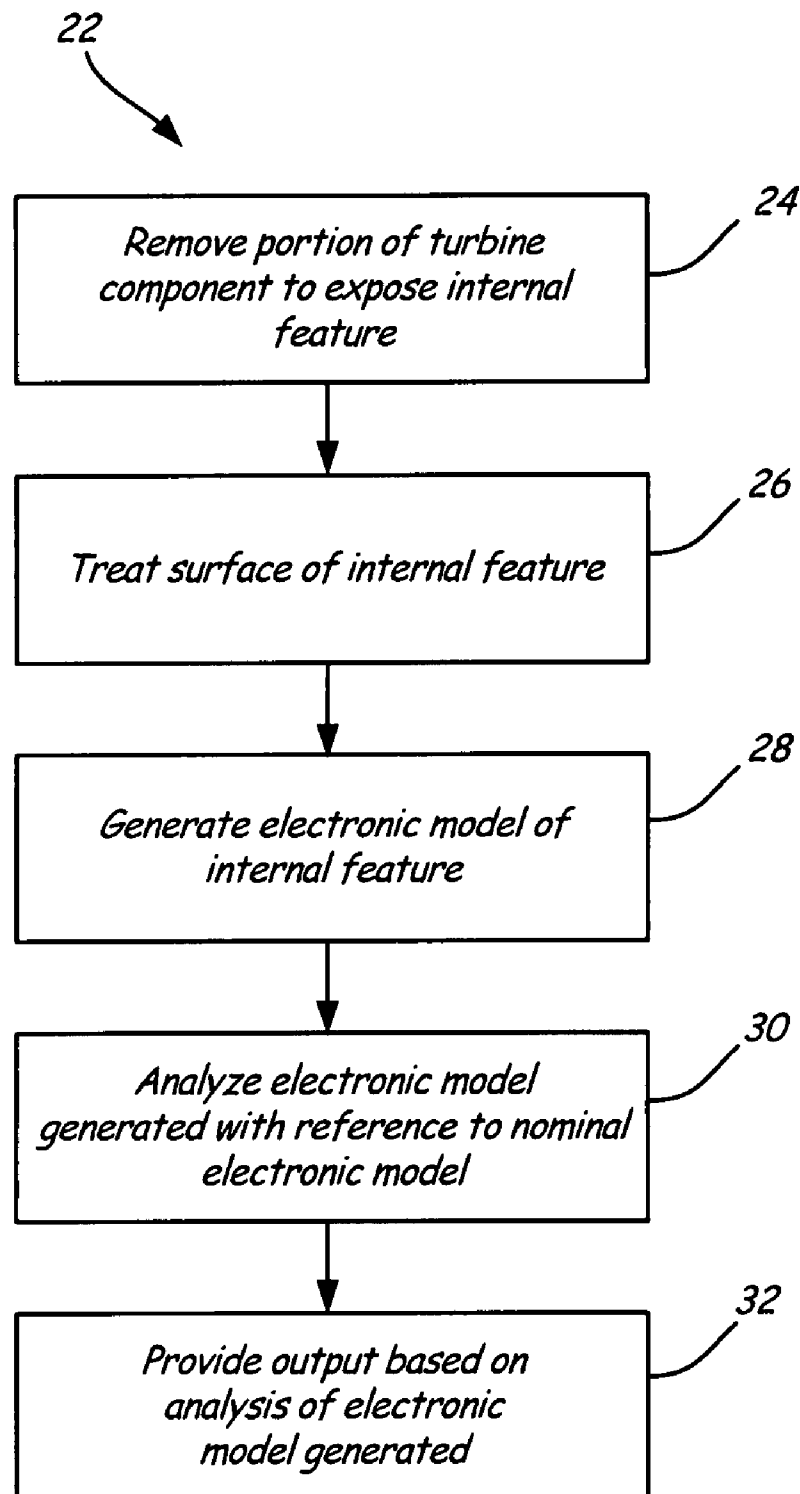 22
24
Remove portion of turbine
component to expose internal
feature
26
Treat surface of internal feature
28
Generate electronic model of
internal feature
30
Analyze electronic model
generated with reference to nominal
electronic model
32
Provide output based on
analysis of electronic
model generated